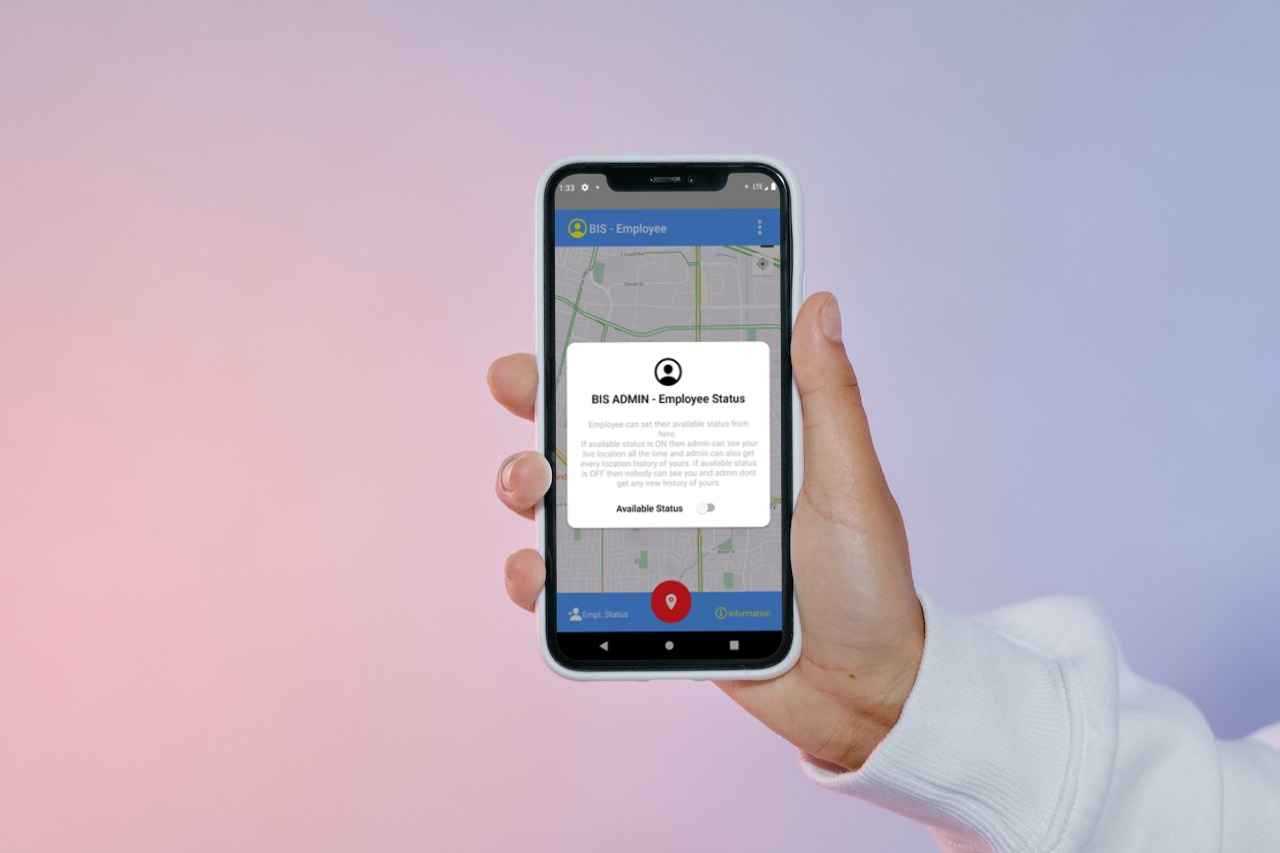 1:33
LTE
BIS - Employee
BIS ADMIN - Employee Status
Employee can set their available status from
here.
If available status is ON then admin can see your
live location all the time and admin can also get
every location history of yours. If available status
is OFF then nobody can see you and admin dont
get any new history of yours.
Available Status
Empl. Status
information